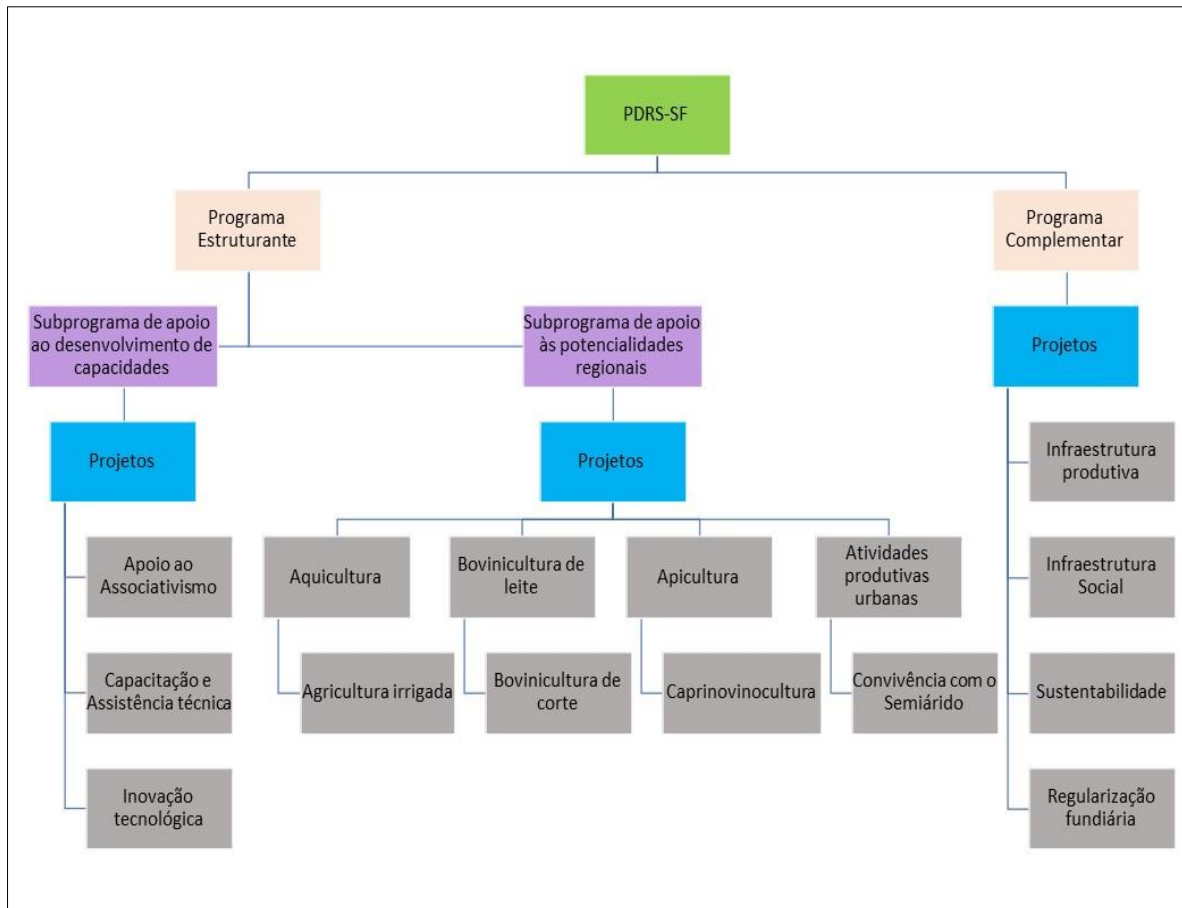 PDRS-SF
Programa
Estruturante
Programa
Complementar
Subprograma de apoio
ao desenvolvimento de
capacidades
Subprograma de apoio
às potencialidades
regionais
Projetos
Projetos
Projetos
Apoio ao
Associativismo
Capacitação e
Assistência técnica
Inovação
tecnológica
Aquicultura
Bovinicultura de
leite
Apicultura
Atividades
produtivas
urbanas
Agricultura irrigada
Bovinicultura de
corte
Caprinovinocultura
Convivência com o
Semiárido
Infraestrutura
produtiva
Infraestrutura
Social
Sustentabilidade
Regularização
fundiária